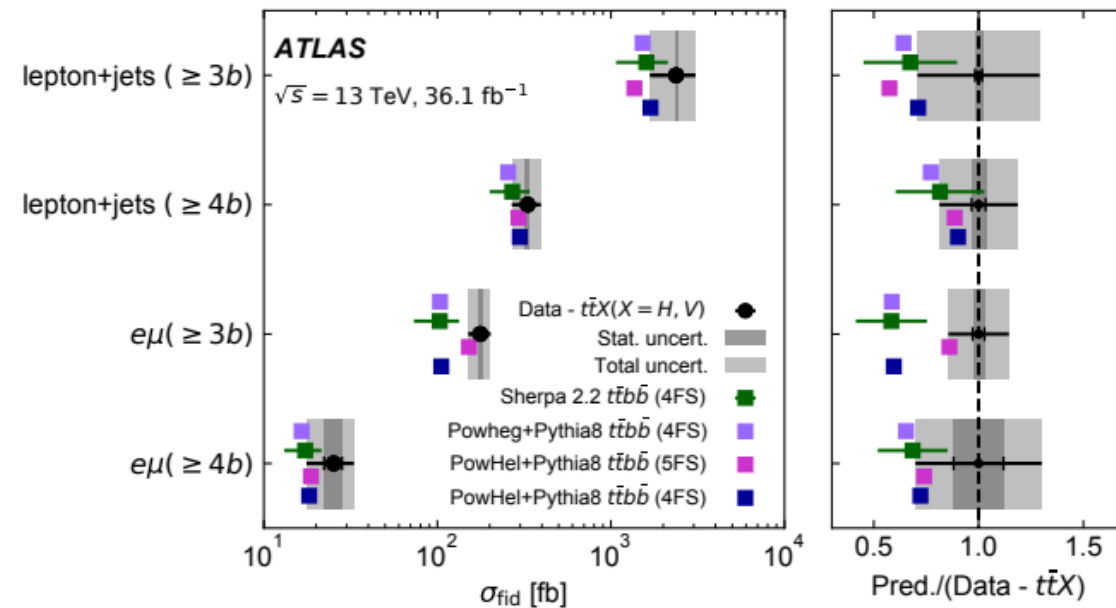 ATLAS
√s = 13 TeV, 36.1 fb⁻¹
lepton+jets ( ≥ 3b)
lepton+jets ( ≥ 4b)
eμ( ≥ 3b)
eμ( ≥ 4b)
Data - tt̄X(X = H, V)
Stat. uncert.
Total uncert.
Sherpa 2.2 tt̄bb̄ (4FS)
Powheg+Pythia8 tt̄bb̄ (4FS)
PowHel+Pythia8 tt̄bb̄ (5FS)
PowHel+Pythia8 tt̄bb̄ (4FS)
10¹ 10² 10³ 10⁴
σfid [fb]
0.5 1.0 1.5
Pred./(Data - tt̄X)